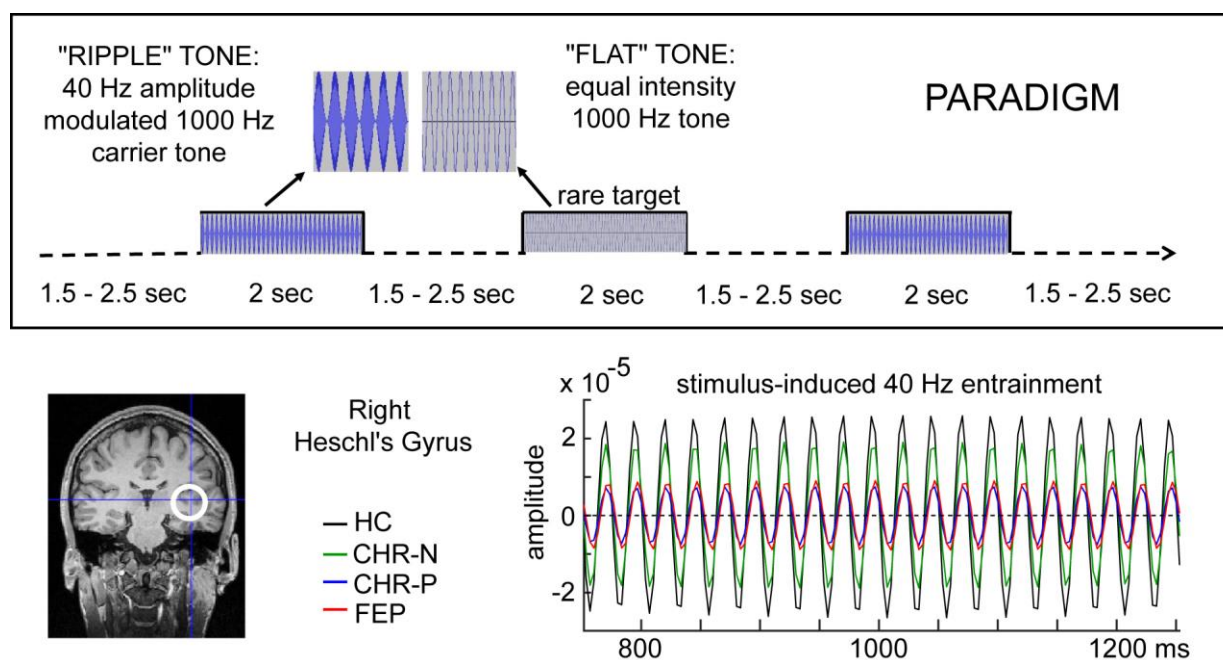 "RIPPLE" TONE:
40 Hz amplitude
modulated 1000 Hz
carrier tone
"FLAT" TONE:
equal intensity
1000 Hz tone
PARADIGM
rare target
1.5 - 2.5 sec
2 sec
1.5 - 2.5 sec
2 sec
1.5 - 2.5 sec
2 sec
1.5 - 2.5 sec
Right
Heschl's Gyrus
HC
CHR-N
CHR-P
FEP
x 10⁻⁵
stimulus-induced 40 Hz entrainment
amplitude
2
0
-2
800
1000
1200 ms